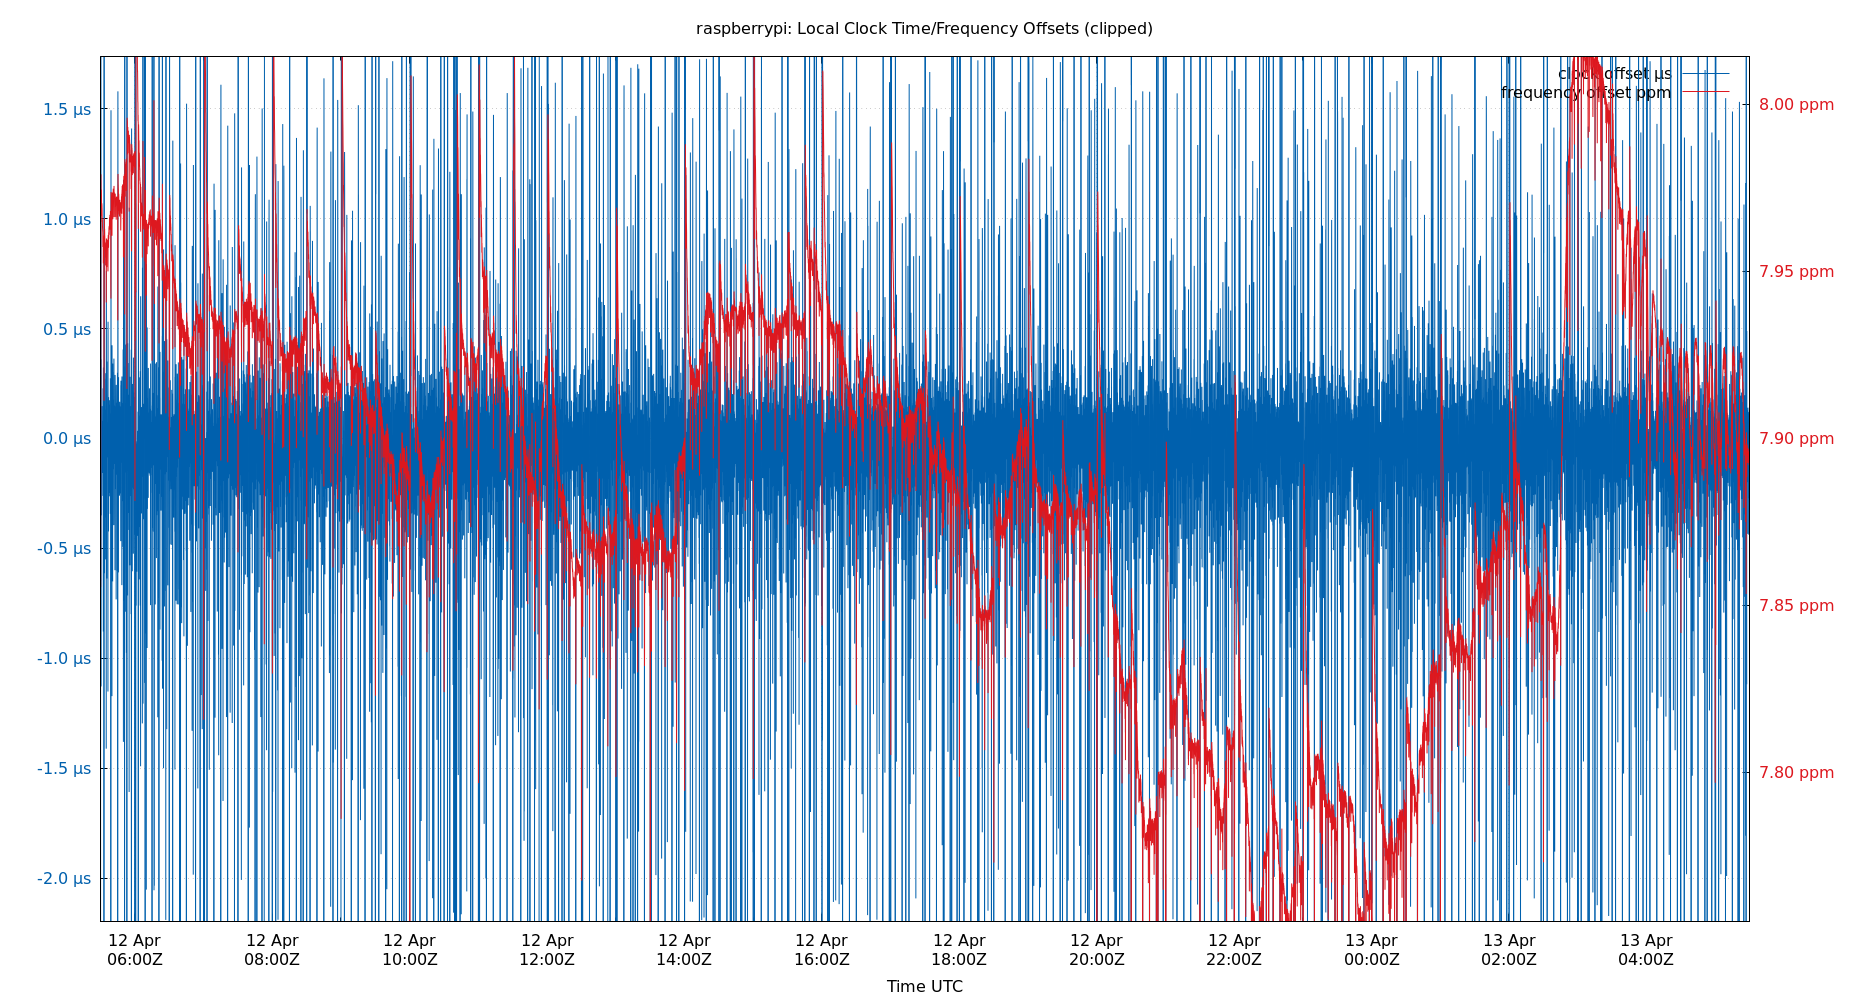 raspberrypi: Local Clock Time/Frequency Offsets (clipped)
clock offset µs
frequency offset ppm
1.5 µs
1.0 µs
0.5 µs
0.0 µs
-0.5 µs
-1.0 µs
-1.5 µs
-2.0 µs
8.00 ppm
7.95 ppm
7.90 ppm
7.85 ppm
7.80 ppm
12 Apr 12 Apr 12 Apr 12 Apr 12 Apr 12 Apr 12 Apr 12 Apr 12 Apr 13 Apr 13 Apr 13 Apr
06:00Z 08:00Z 10:00Z 12:00Z 14:00Z 16:00Z 18:00Z 20:00Z 22:00Z 00:00Z 02:00Z 04:00Z
Time UTC